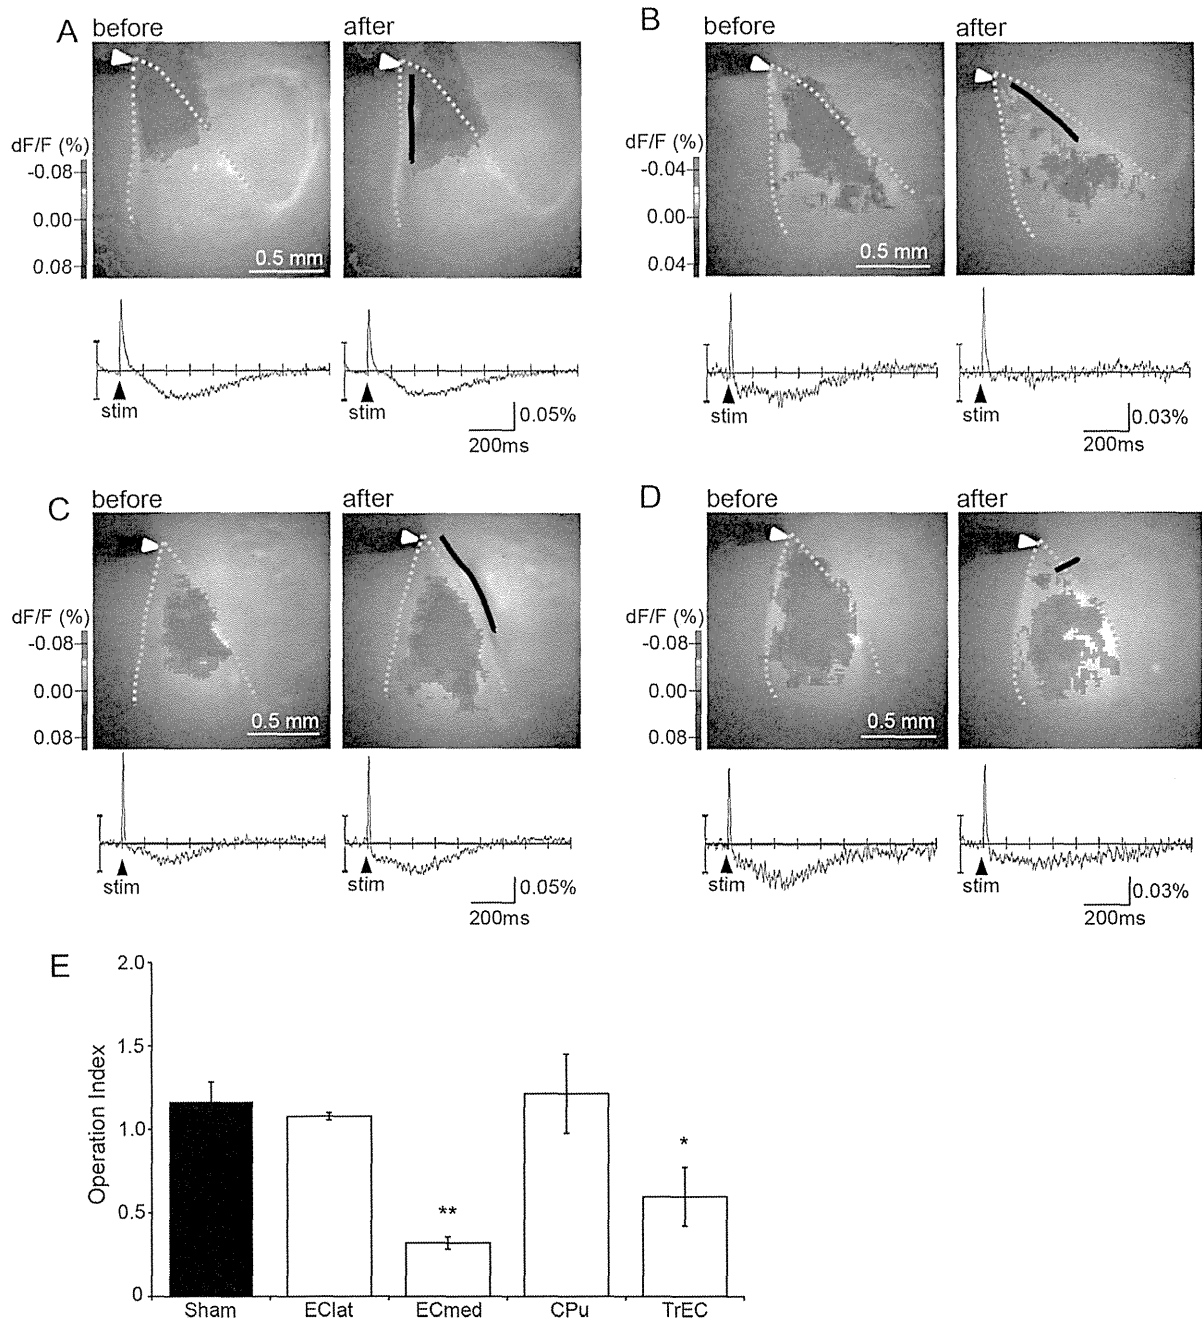 A
before
after
dF/F (%)
-0.08
0.00
0.08
0.5 mm
stim
stim
0.05%
200ms
B
before
after
dF/F (%)
-0.04
0.00
0.04
0.5 mm
stim
stim
0.03%
200ms
C
before
after
dF/F (%)
-0.08
0.00
0.08
0.5 mm
stim
stim
0.05%
200ms
D
before
after
dF/F (%)
-0.08
0.00
0.08
0.5 mm
stim
stim
0.03%
200ms
E
Operation Index
2.0
1.5
1.0
0.5
0
**
*
Sham EClat ECmed CPu TrEC